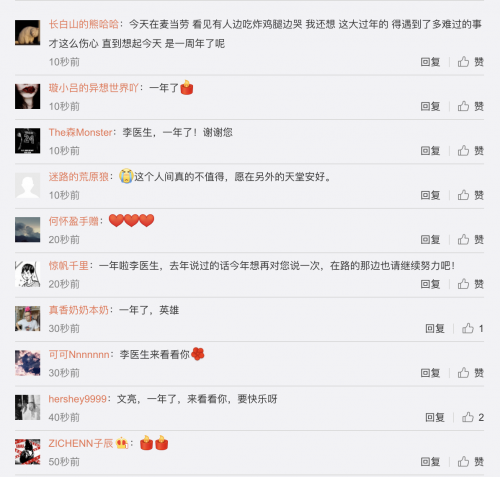 长白山的熊哈哈：今天在麦当劳 看见有人边吃炸鸡腿边哭 我还想 这大过年的 得遇到了多难过的事
才这么伤心 直到想起今天 是一周年了呢
10秒前 回复 赞
璇小吕的异想世界吖：一年了
10秒前 回复 赞
The森Monster：李医生，一年了！谢谢您
10秒前 回复 赞
迷路的荒原狼：😭这个人间真的不值得，愿在另外的天堂安好。
10秒前 回复 赞
何怀盈手赠：❤️❤️❤️
20秒前 回复 赞
惊帆千里：一年啦李医生，去年说过的话今年想再对您说一次，在路的那边也请继续努力吧！
20秒前 回复 赞
真香奶奶本奶：一年了，英雄
30秒前 回复 1
可可Nnnnnnn：李医生来看看你
30秒前 回复 赞
hershey9999：文亮，一年了，来看看你，要快乐呀
40秒前 回复 2
ZICHENN子辰：
50秒前 回复 赞